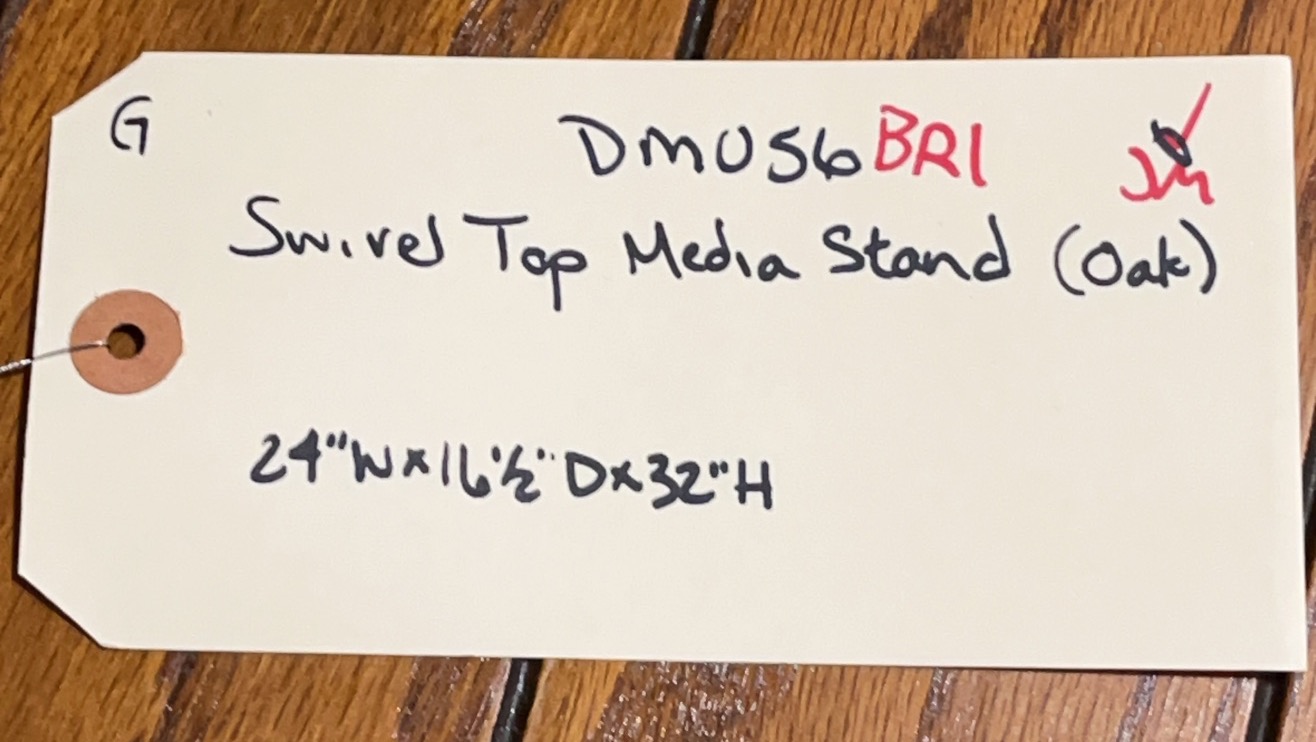 G
DMU56BR1
Swivel Top Media Stand (Oak)
24"W x 16½" D x 32"H